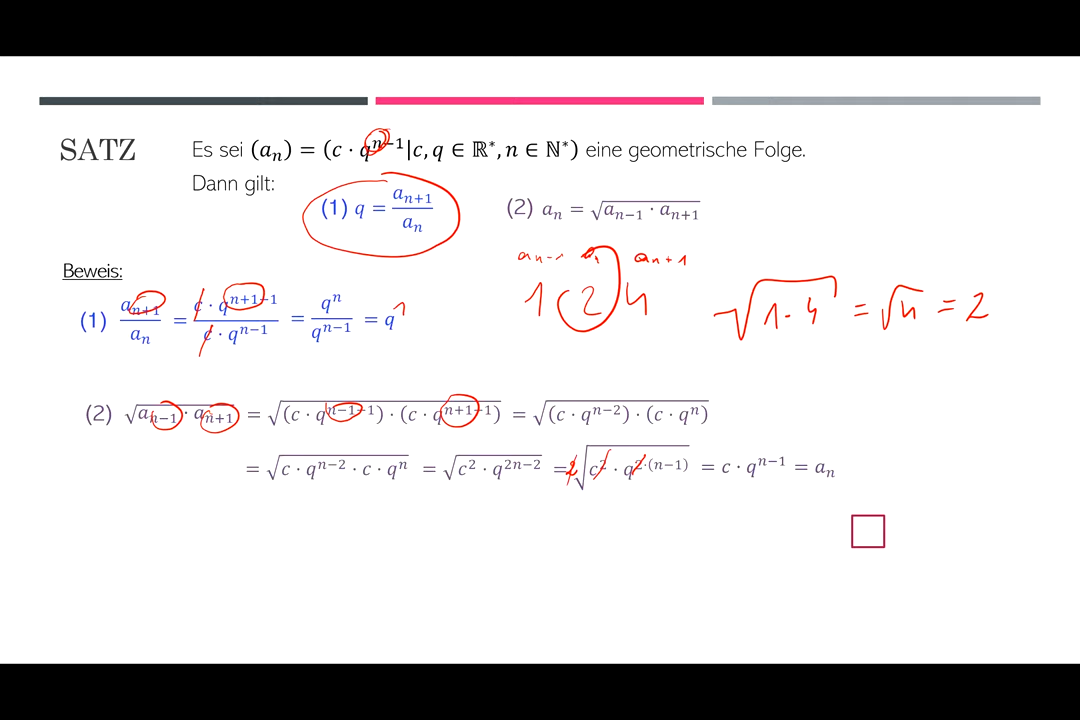 SATZ Es sei (aₙ) = (c · qⁿ⁻¹|c, q ∈ ℝ*, n ∈ ℕ*) eine geometrische Folge.
Dann gilt:
(1) q = aₙ₊₁/aₙ (2) aₙ = √(aₙ₋₁ · aₙ₊₁)
Beweis:
aₙ₋₁ aₙ aₙ₊₁
1 2 4 √(1 · 4) = √4 = 2
(1) aₙ₊₁/aₙ = (c · qⁿ⁺¹⁻¹)/(c · qⁿ⁻¹) = qⁿ/qⁿ⁻¹ = q¹
(2) √(aₙ₋₁ · aₙ₊₁) = √((c · qⁿ⁻¹⁻¹) · (c · qⁿ⁺¹⁻¹)) = √((c · qⁿ⁻²) · (c · qⁿ))
= √(c · qⁿ⁻² · c · qⁿ) = √(c² · q²ⁿ⁻²) = ²√(c² · q²˙⁽ⁿ⁻¹⁾) = c · qⁿ⁻¹ = aₙ